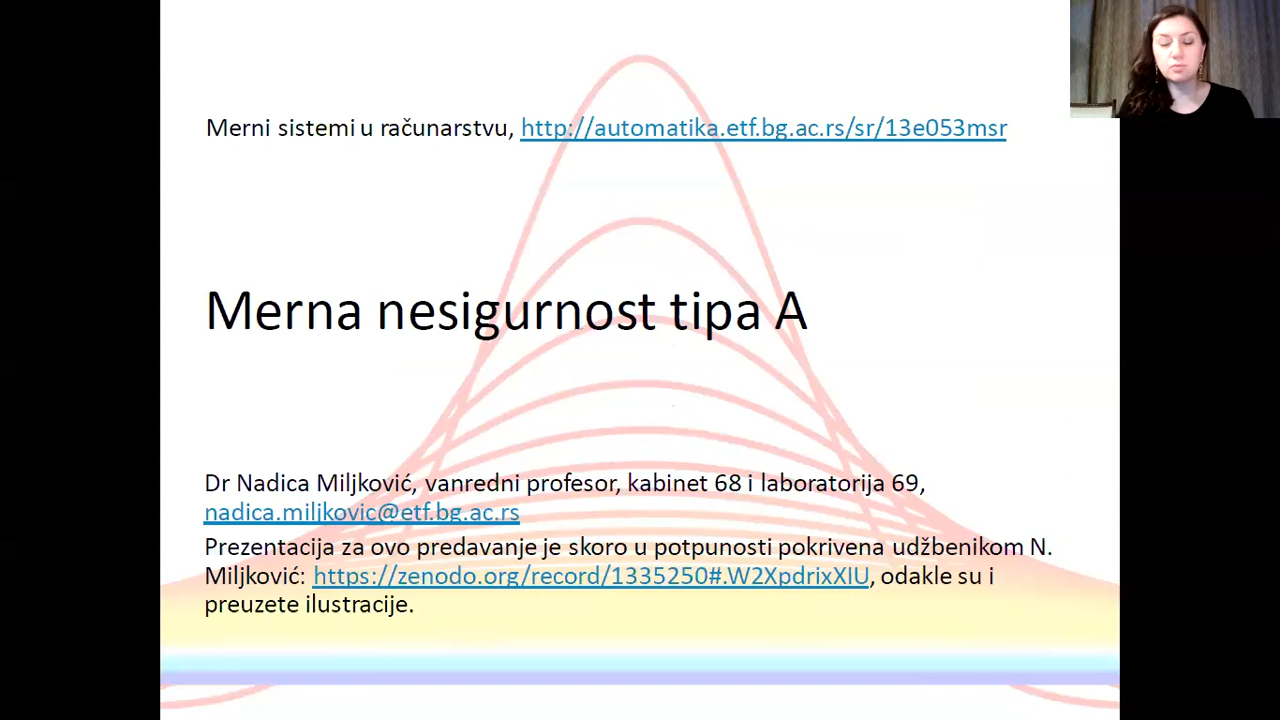 Merni sistemi u računarstvu, http://automatika.etf.bg.ac.rs/sr/13e053msr
Merna nesigurnost tipa A
Dr Nadica Miljković, vanredni profesor, kabinet 68 i laboratorija 69,
nadica.miljkovic@etf.bg.ac.rs
Prezentacija za ovo predavanje je skoro u potpunosti pokrivena udžbenikom N.
Miljković: https://zenodo.org/record/1335250#.W2XpdrixXIU, odakle su i
preuzete ilustracije.